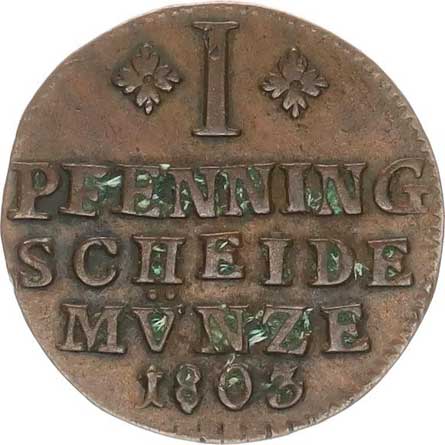 I
PFENNING
SCHEIDE
MÜNZE
1803